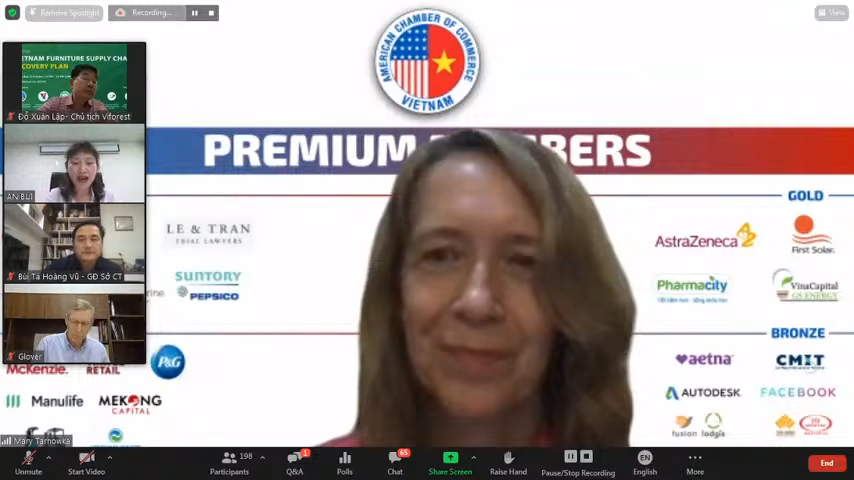 Remove Spotlight
Recording...
View
ETNAM FURNITURE SUPPLY CHA
COVERY PLAN
Đỗ Xuân Lập- Chủ tịch Viforest
AN BUI
Bùi Tá Hoàng Vũ - GĐ Sở CT
Glover
Mary Tarnowka
AMERICAN CHAMBER OF COMMERCE
VIETNAM
PREMIUM
BERS
GOLD
LE & TRAN
TRIAL LAWYERS
SUNTORY
PEPSICO
AstraZeneca
First Solar.
Pharmacity
VinaCapital
GS ENERGY
BRONZE
McKenzie.
RETAIL
P&G
Manulife
MEKONG
CAPITAL
aetna
CMIT
AUTODESK
FACEBOOK
fusion
lodgis
Unmute
Start Video
198
Participants
1
Q&A
Polls
65
Chat
Share Screen
Raise Hand
Pause/Stop Recording
EN
English
More
End